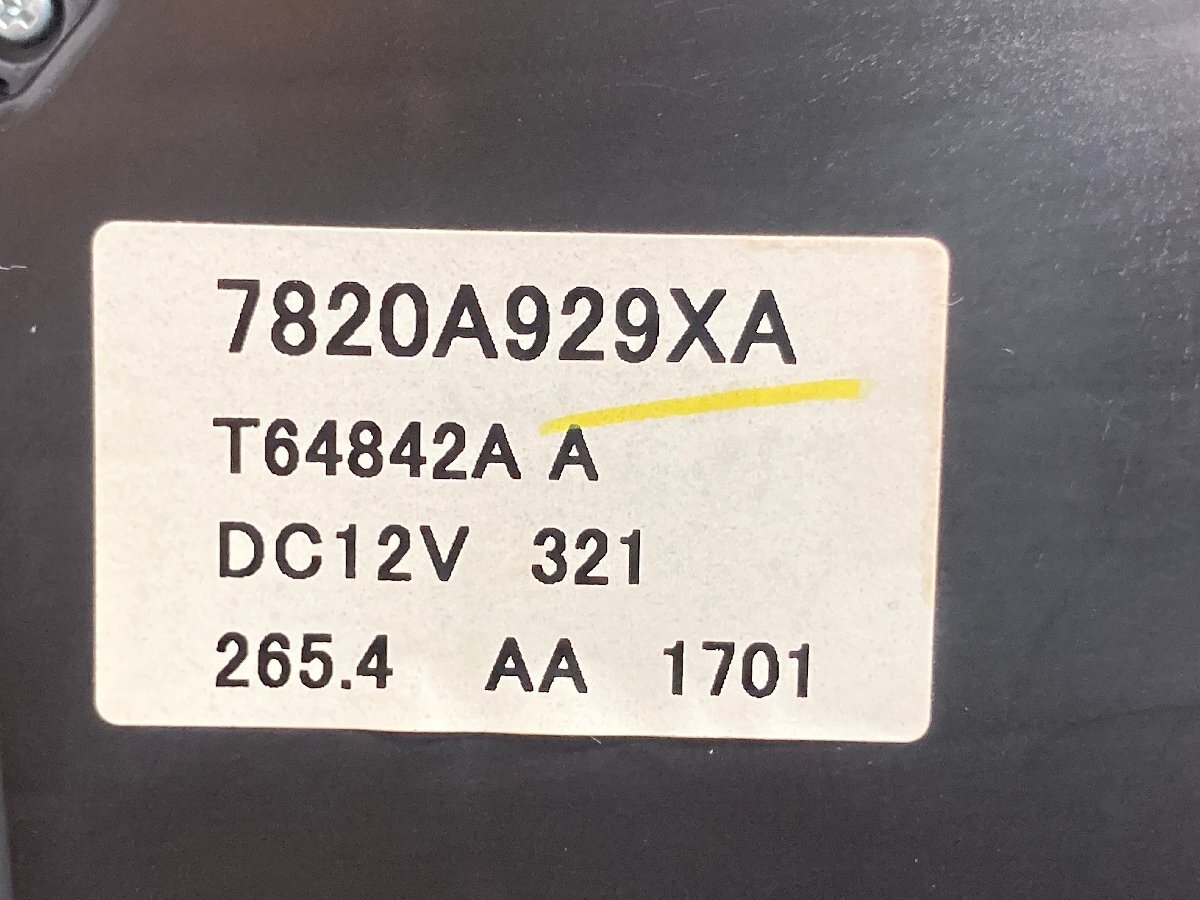 7820A929XA
T64842A A
DC12V 321
265.4 AA 1701